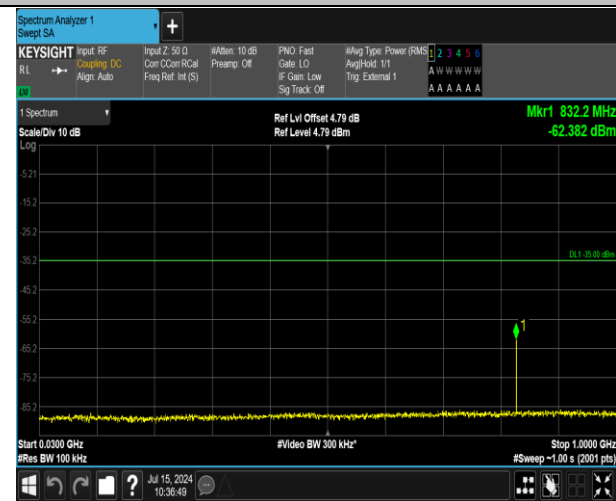 Spectrum Analyzer 1
Swept SA
+
KEYSIGHT Input: RF Input Z: 50 Ω #Atten: 10 dB PNO: Fast #Avg Type: Power (RMS 1 2 3 4 5 6
RL Coupling: DC Corr CCorr RCal Preamp: Off Gate: LO Avg|Hold: 1/1 A W W W W W
Align: Auto Freq Ref: Int (S) IF Gain: Low Trig: External 1
Sig Track: Off A A A A A A
1 Spectrum Ref Lvl Offset 4.79 dB Mkr1 832.2 MHz
Scale/Div 10 dB Ref Level 4.79 dBm -62.382 dBm
Log
-5.21
-15.2
-25.2
DL1 -35.00 dBm
-35.2
-45.2
-55.2
1
-65.2
-75.2
-85.2
Start 0.0300 GHz #Video BW 300 kHz* Stop 1.0000 GHz
#Res BW 100 kHz #Sweep ~1.00 s (2001 pts)
? Jul 15, 2024
10:36:49